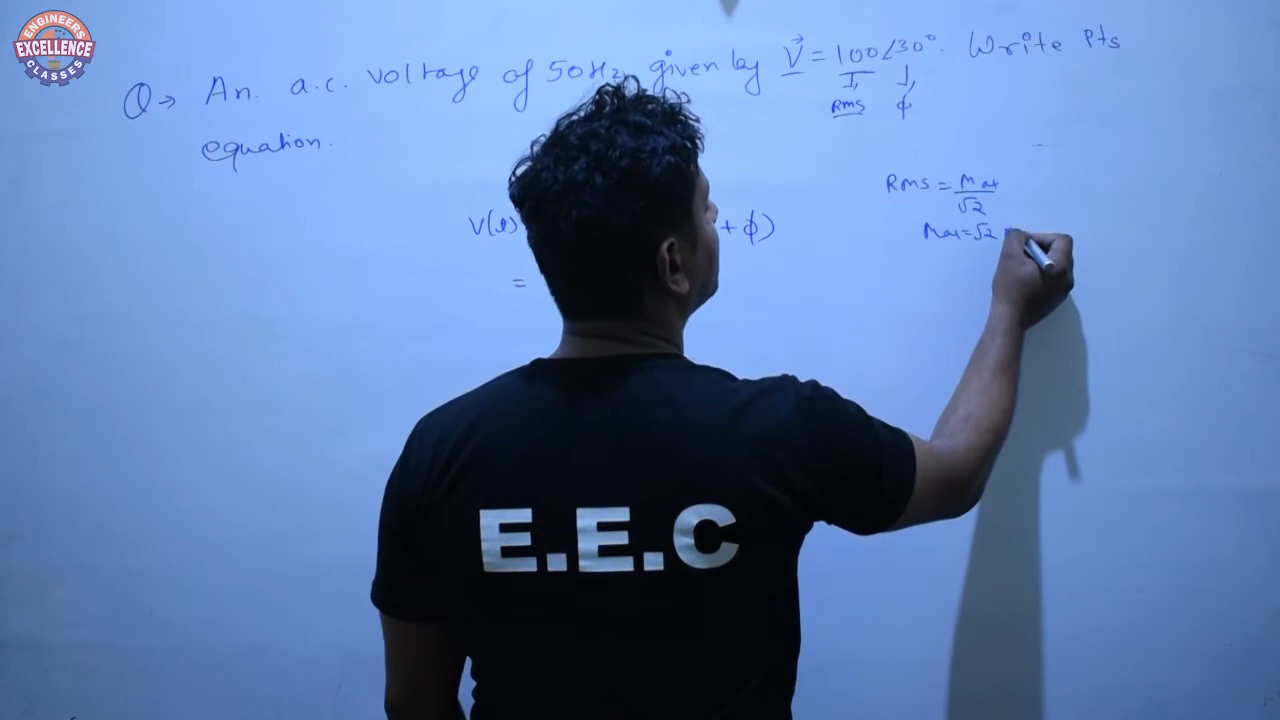 ENGINEERS
EXCELLENCE
CLASSES
Q→ An. a.c. voltage of 50Hz given by V⃗ = 100∠30°. Write its
RMS φ
equation.
RMS = Max/√2
V(t) + φ)
Max = √2
=
E.E.C